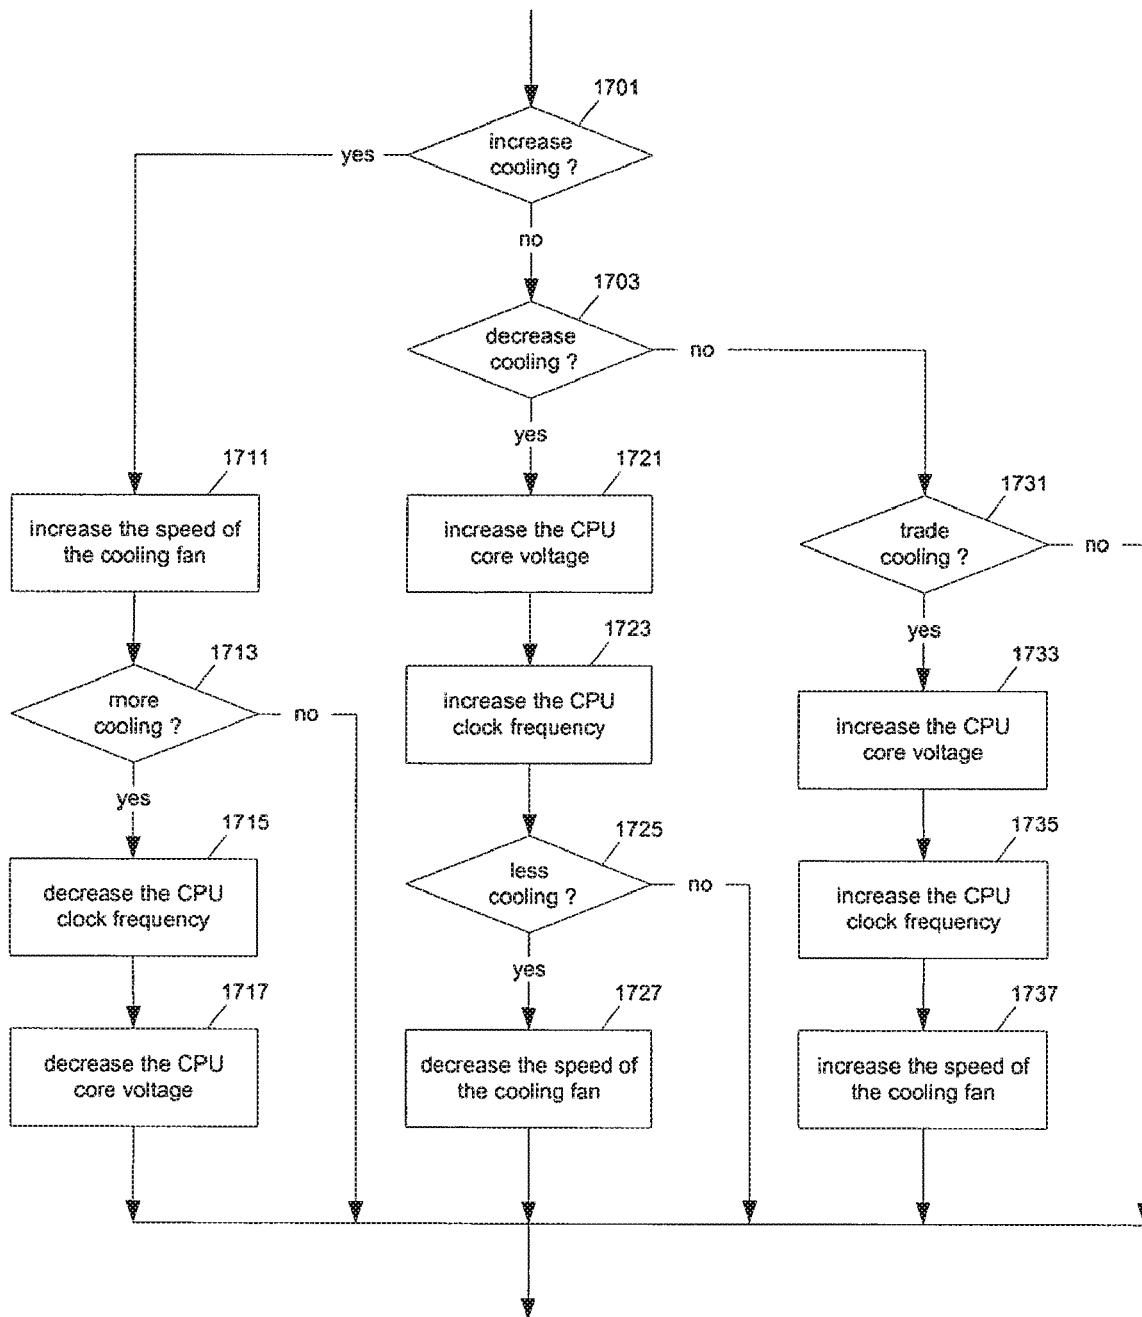 1701
increase
cooling ?
yes
no
1703
decrease
cooling ?
no
yes
1711
increase the speed of
the cooling fan
1721
increase the CPU
core voltage
1731
trade
cooling ?
no
yes
1713
more
cooling ?
no
yes
1723
increase the CPU
clock frequency
1733
increase the CPU
core voltage
1715
decrease the CPU
clock frequency
1725
less
cooling ?
no
yes
1735
increase the CPU
clock frequency
1717
decrease the CPU
core voltage
1727
decrease the speed of
the cooling fan
1737
increase the speed of
the cooling fan